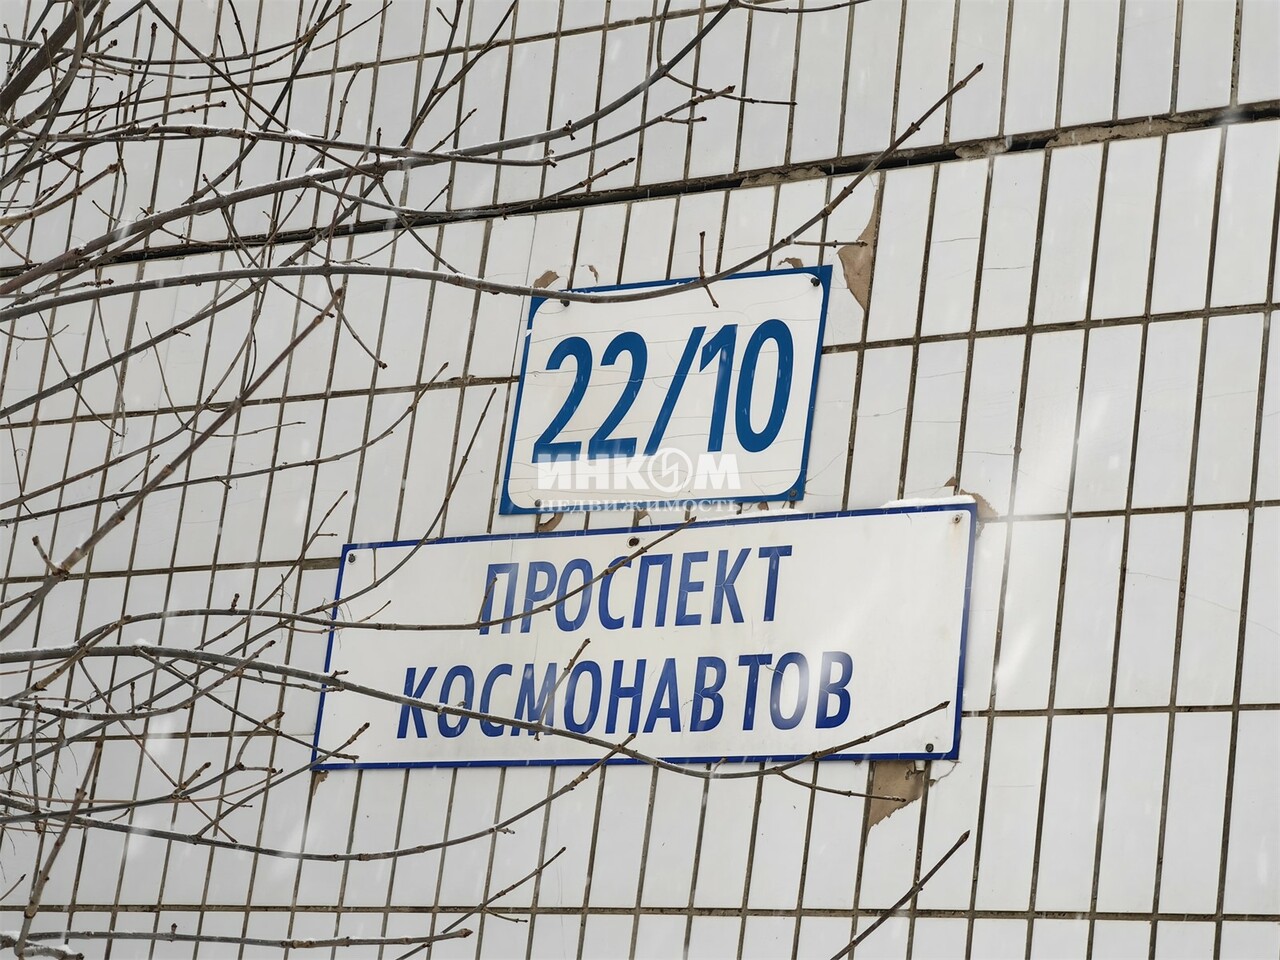 22/10
ИНКОМ
НЕДВИЖИМОСТЬ
ПРОСПЕКТ
КОСМОНАВТОВ